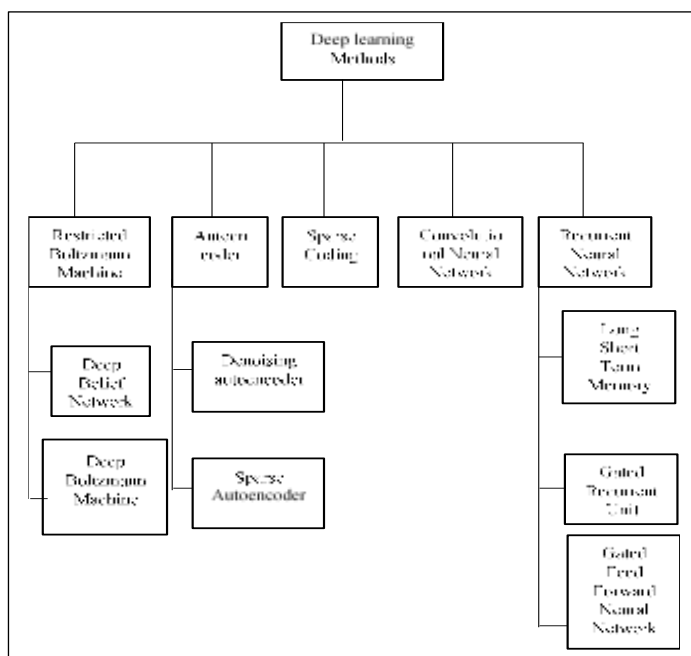 Deep learning
Methods
Restricted
Boltzmann
Machine
Autoen
coder
Sparse
Coding
Convolutio
nal Neural
Network
Recurrent
Neural
Network
Deep
Belief
Network
Deep
Boltzmann
Machine
Denoising
autoencoder
Sparse
Autoencoder
Long
Short
Term
Memory
Gated
Recurrent
Unit
Gated
Feed
Forward
Neural
Network